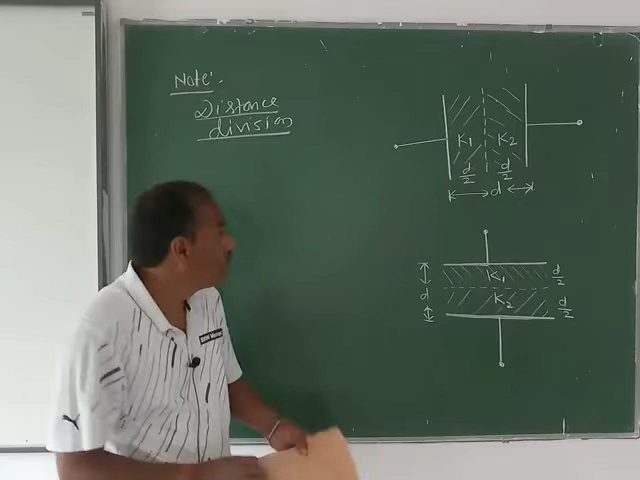 Note:
Distance
division
K1 K2
d/2 d/2
d
K1 d/2
d K2 d/2